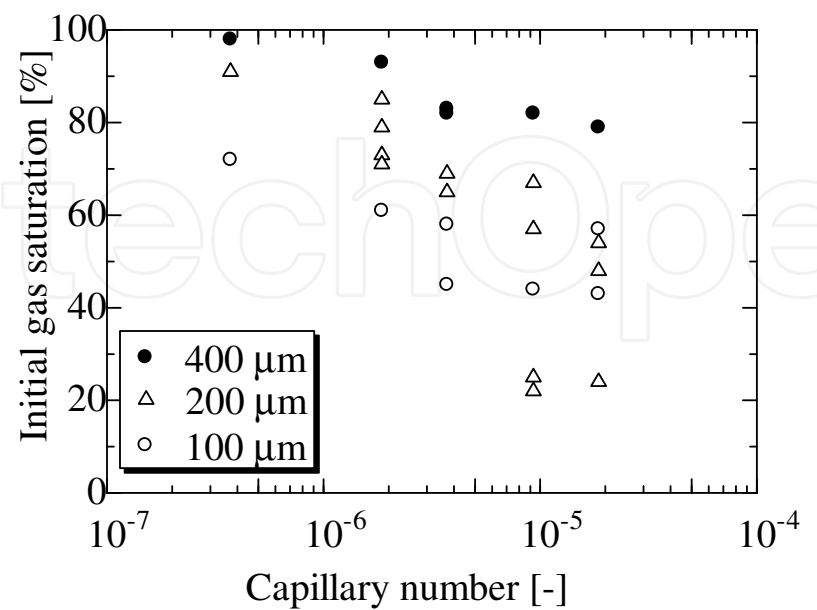 Initial gas saturation [%]
100
80
60
40
20
0
400 μm
200 μm
100 μm
10-7
10-6
10-5
10-4
Capillary number [-]
techOpe